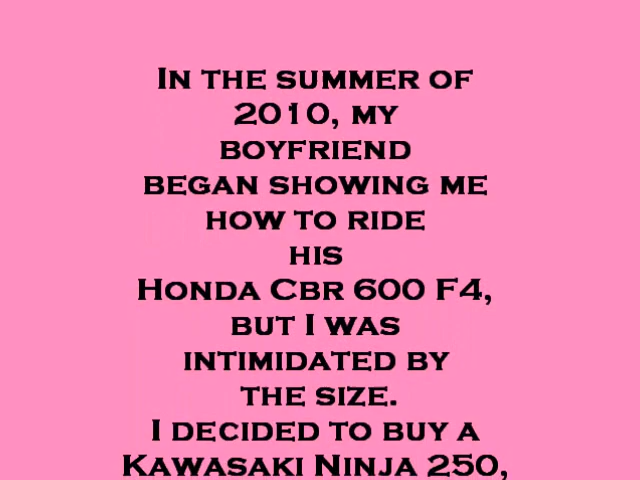 In the summer of
2010, my
boyfriend
began showing me
how to ride
his
Honda Cbr 600 F4,
but I was
intimidated by
the size.
I decided to buy a
Kawasaki Ninja 250,